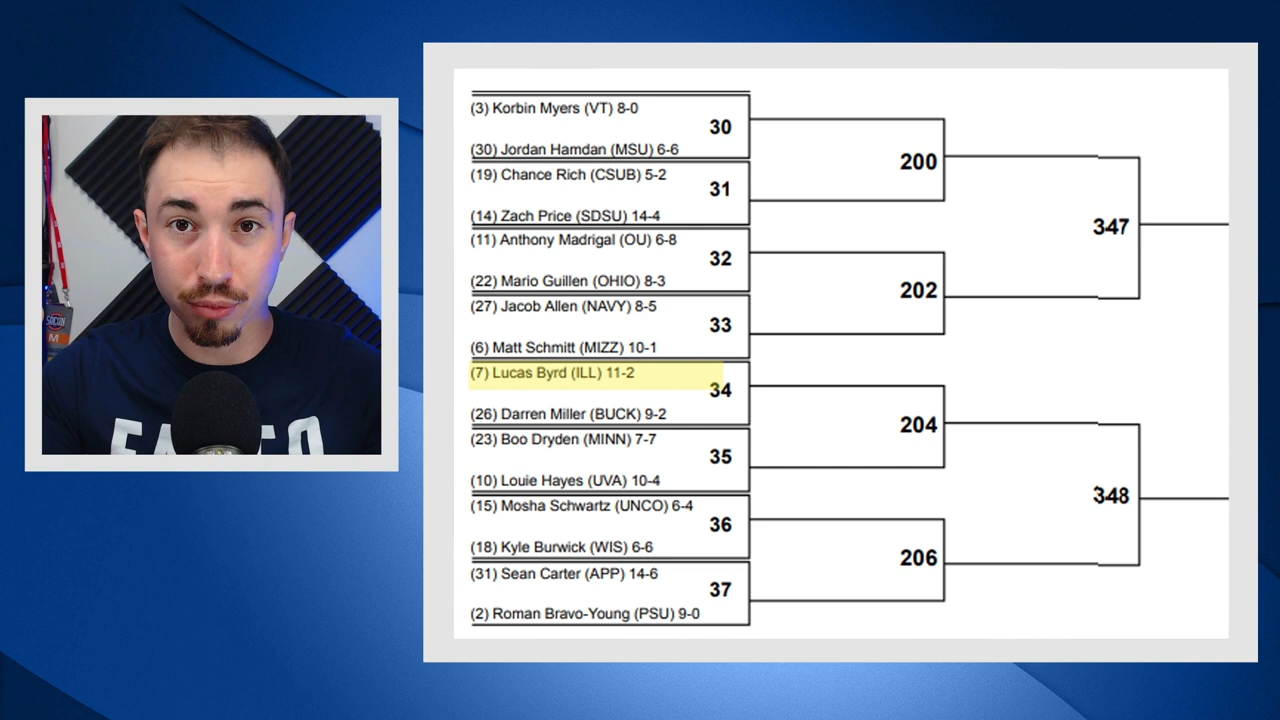 (3) Korbin Myers (VT) 8-0
30
(30) Jordan Hamdan (MSU) 6-6
(19) Chance Rich (CSUB) 5-2
31
(14) Zach Price (SDSU) 14-4
(11) Anthony Madrigal (OU) 6-8
32
(22) Mario Guillen (OHIO) 8-3
(27) Jacob Allen (NAVY) 8-5
33
(6) Matt Schmitt (MIZZ) 10-1
(7) Lucas Byrd (ILL) 11-2
34
(26) Darren Miller (BUCK) 9-2
(23) Boo Dryden (MINN) 7-7
35
(10) Louie Hayes (UVA) 10-4
(15) Mosha Schwartz (UNCO) 6-4
36
(18) Kyle Burwick (WIS) 6-6
(31) Sean Carter (APP) 14-6
37
(2) Roman Bravo-Young (PSU) 9-0
200
202
204
206
347
348
SOCON
M